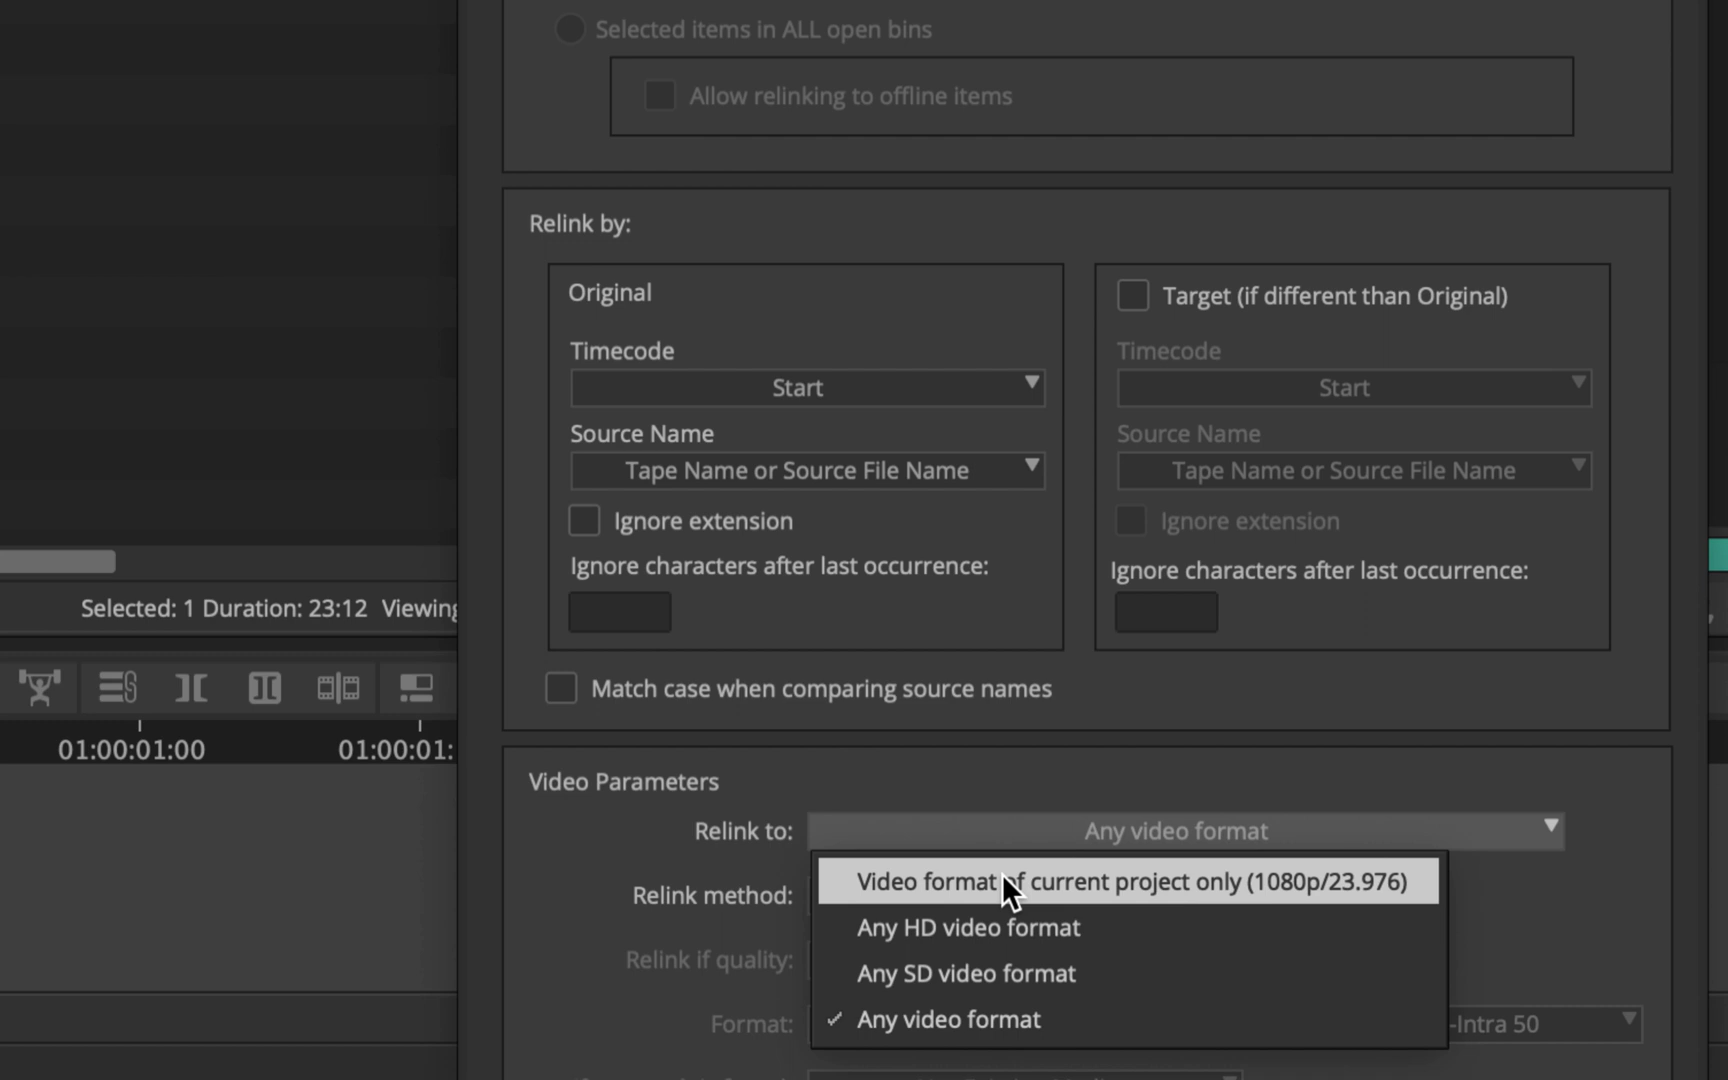 Selected items in ALL open bins
Allow relinking to offline items
Relink by:
Original
Timecode
Start
Source Name
Tape Name or Source File Name
Ignore extension
Ignore characters after last occurrence:
Target (if different than Original)
Timecode
Start
Source Name
Tape Name or Source File Name
Ignore extension
Ignore characters after last occurrence:
Match case when comparing source names
Selected: 1 Duration: 23:12 Viewing
01:00:01:00
01:00:01:
Video Parameters
Relink to:
Any video format
Video format of current project only (1080p/23.976)
Any HD video format
Any SD video format
Any video format
Relink method:
Relink if quality:
Format:
-Intra 50